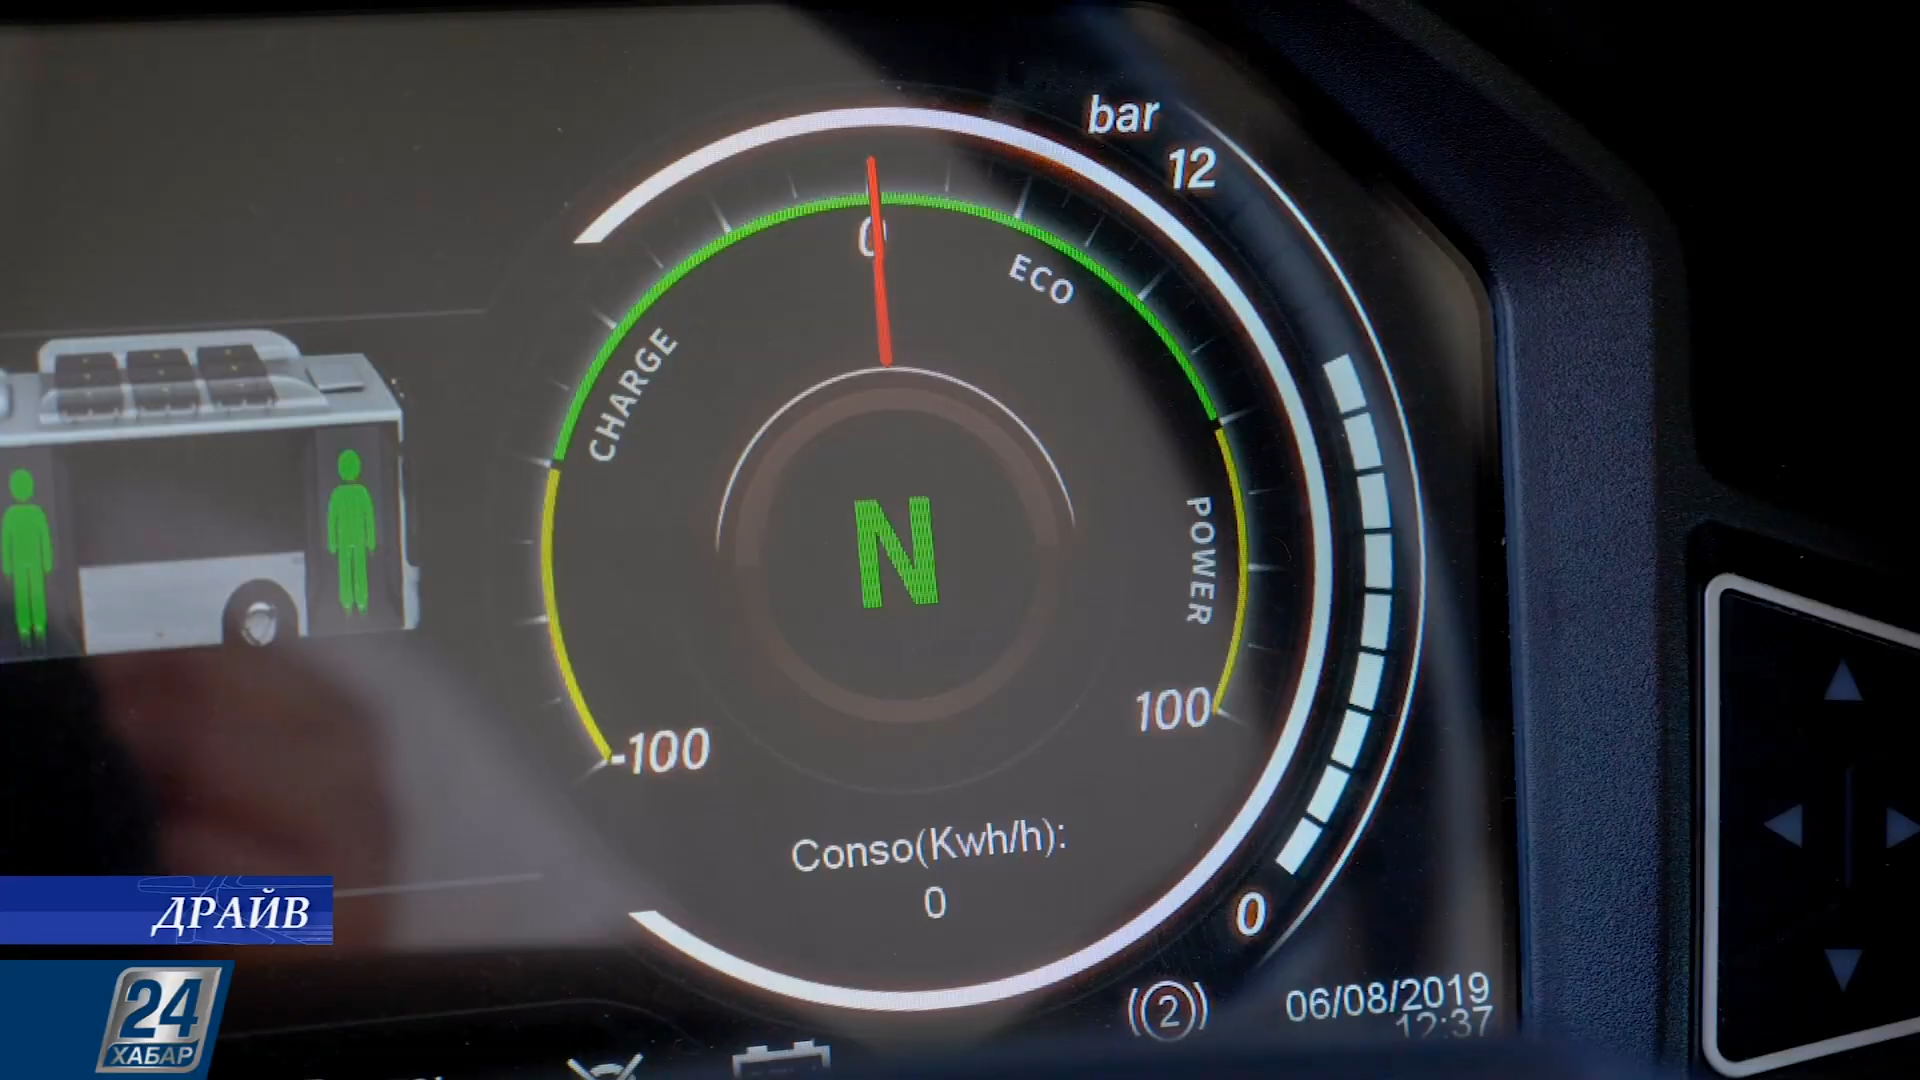 bar
12
0
ECO
CHARGE
POWER
N
100
-100
Conso(Kwh/h):
0
0
ДРАЙВ
2
06/08/2019
12:37
24
ХАБАР